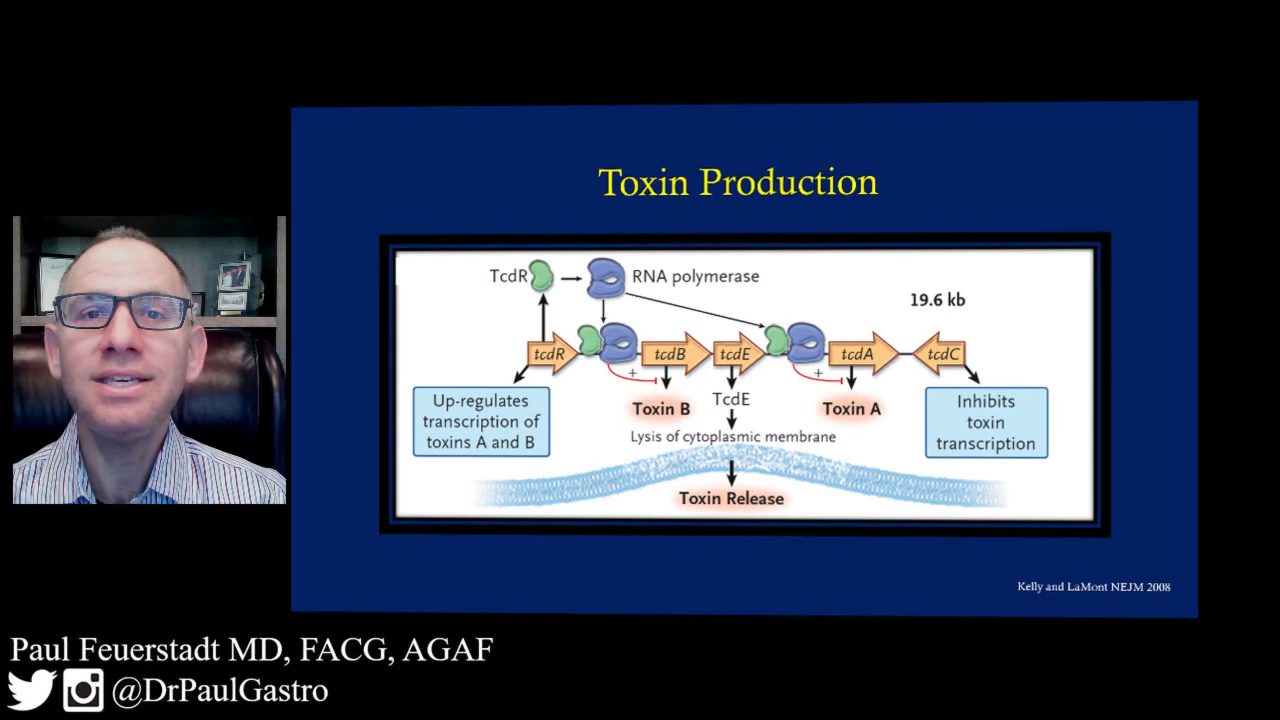 Toxin Production
TcdR
RNA polymerase
19.6 kb
tcdR
tcdB
tcdE
tcdA
tcdC
+
+
Up-regulates
transcription of
toxins A and B
Toxin B
TcdE
Toxin A
Inhibits
toxin
transcription
Lysis of cytoplasmic membrane
Toxin Release
Kelly and LaMont NEJM 2008
Paul Feuerstadt MD, FACG, AGAF
@DrPaulGastro